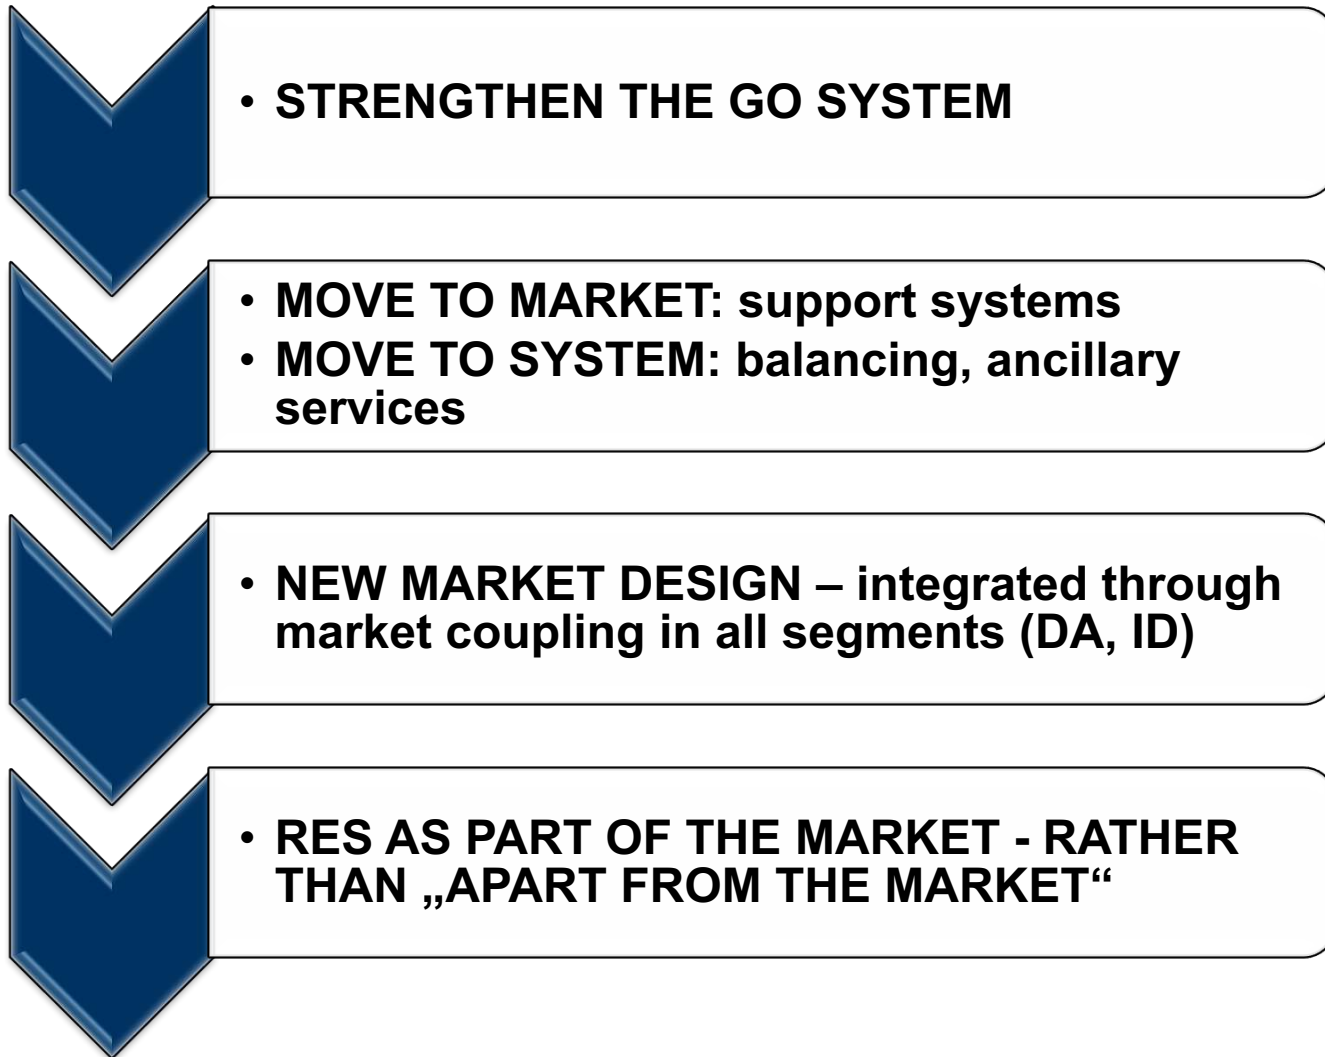 • STRENGTHEN THE GO SYSTEM
• MOVE TO MARKET: support systems
• MOVE TO SYSTEM: balancing, ancillary
services
• NEW MARKET DESIGN – integrated through
market coupling in all segments (DA, ID)
• RES AS PART OF THE MARKET - RATHER
THAN „APART FROM THE MARKET“